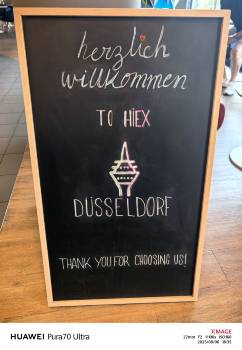 herzlich
willkommen
TO HIEX
DÜSSELDORF
THANK YOU FOR CHOOSING US!
HUAWEI Pura70 Ultra
XMAGE